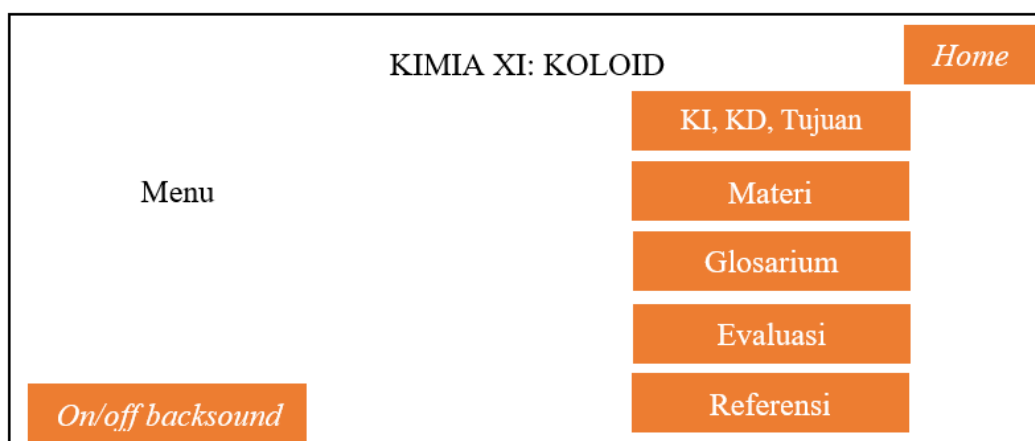 KIMIA XI: KOLOID
Home
KI, KD, Tujuan
Menu
Materi
Glosarium
Evaluasi
Referensi
On/off backsound